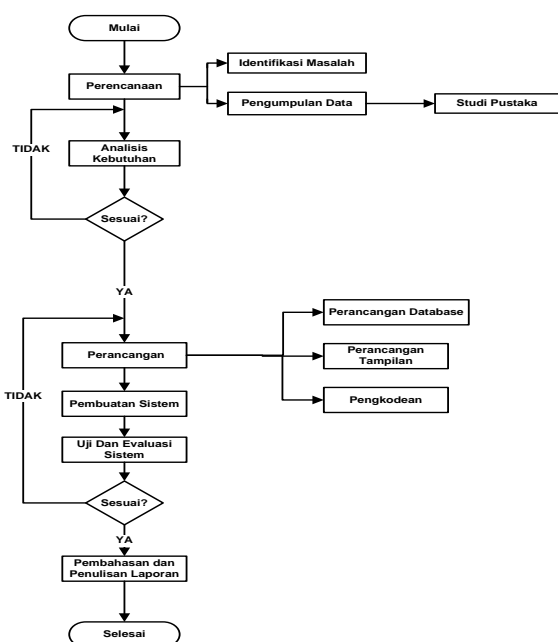 Mulai
Perencanaan
Identifikasi Masalah
Pengumpulan Data
Studi Pustaka
TIDAK
Analisis
Kebutuhan
Sesuai?
YA
Perancangan
Perancangan Database
Perancangan
Tampilan
Pengkodean
TIDAK
Pembuatan Sistem
Uji Dan Evaluasi
Sistem
Sesuai?
YA
Pembahasan dan
Penulisan Laporan
Selesai